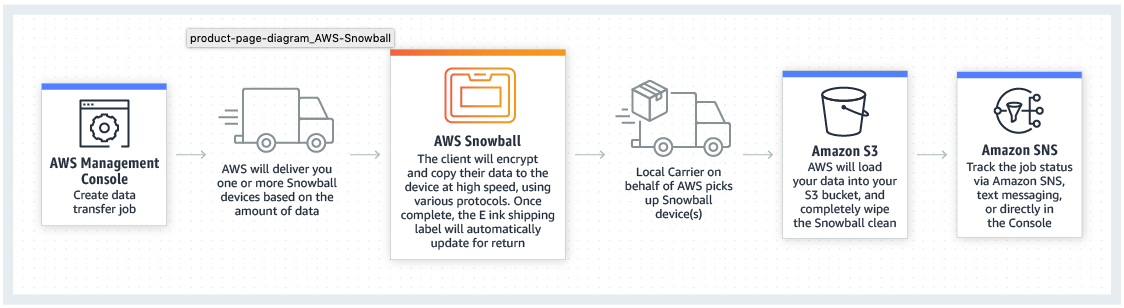 product-page-diagram_AWS-Snowball
AWS Management
Console
Create data
transfer job
AWS will deliver you
one or more Snowball
devices based on the
amount of data
AWS Snowball
The client will encrypt
and copy their data to the
device at high speed, using
various protocols. Once
complete, the E ink shipping
label will automatically
update for return
Local Carrier on
behalf of AWS picks
up Snowball
device(s)
Amazon S3
AWS will load
your data into your
S3 bucket, and
completely wipe
the Snowball clean
Amazon SNS
Track the job status
via Amazon SNS,
text messaging,
or directly in
the Console